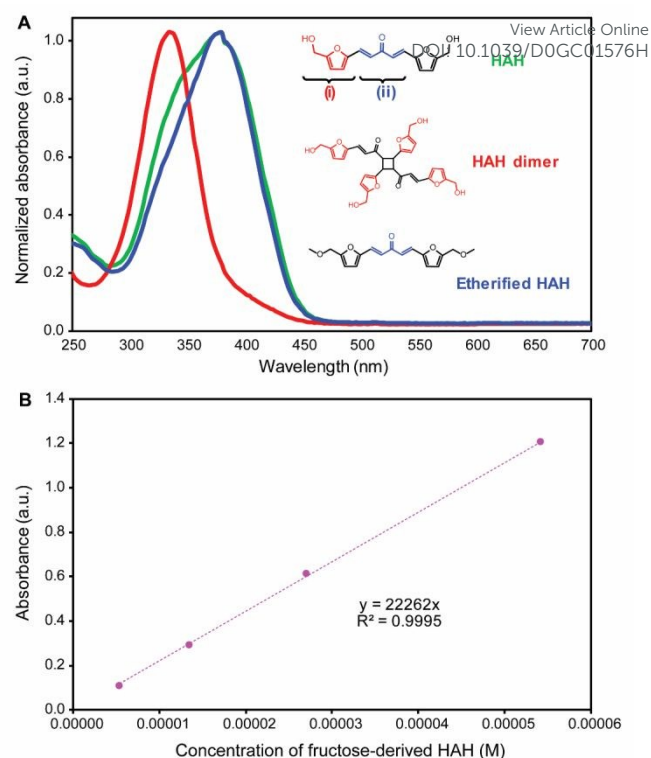 View Article Online
DOI: 10.1039/D0GC01576H
A
Normalized absorbance (a.u.)
1.0
0.8
0.6
0.4
0.2
0.0
250 300 350 400 450 500 550 600 650 700
Wavelength (nm)
HO
O
OH
O
O
(i) (ii)
HAH
OH
HO
O
O
O
O
O
O
HO
OH
HAH dimer
O
O
O
O
O
Etherified HAH
B
Absorbance (a.u.)
1.4
1.2
1.0
0.8
0.6
0.4
0.2
0.0
y = 22262x
R² = 0.9995
0.00000 0.00001 0.00002 0.00003 0.00004 0.00005 0.00006
Concentration of fructose-derived HAH (M)